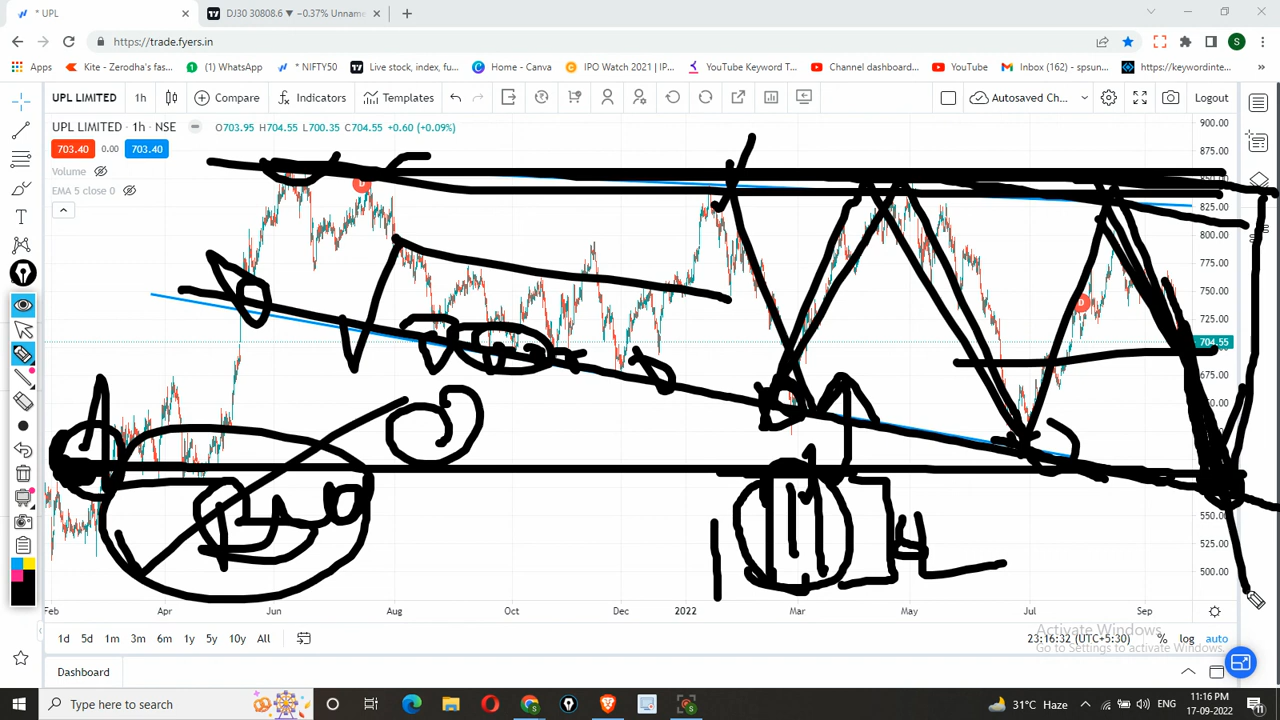 * UPL
DJ30 30808.6 ▼ −0.37% Unname
https://trade.fyers.in
Apps Kite - Zerodha's fas... (1) WhatsApp * NIFTY50 Live stock, index, fu... Home - Canva IPO Watch 2021 | IP... YouTube Keyword T... Channel dashboard... YouTube Inbox (162) - spsun... https://keywordinte...
UPL LIMITED 1h Compare Indicators Templates Autosaved Ch... Logout
UPL LIMITED · 1h · NSE O703.95 H704.55 L700.35 C704.55 +0.60 (+0.09%)
703.40 0.00 703.40
Volume
EMA 5 close 0
900.00
875.00
825.00
800.00
775.00
750.00
725.00
704.55
675.00
550.00
525.00
500.00
Feb Apr Jun Aug Oct Dec 2022 Mar May Jul Sep
1d 5d 1m 3m 6m 1y 5y 10y All 23:16:32 (UTC+5:30) % log auto
Activate Windows
Go to Settings to activate Windows.
Dashboard
Type here to search 31°C Haze ENG 11:16 PM 17-09-2022